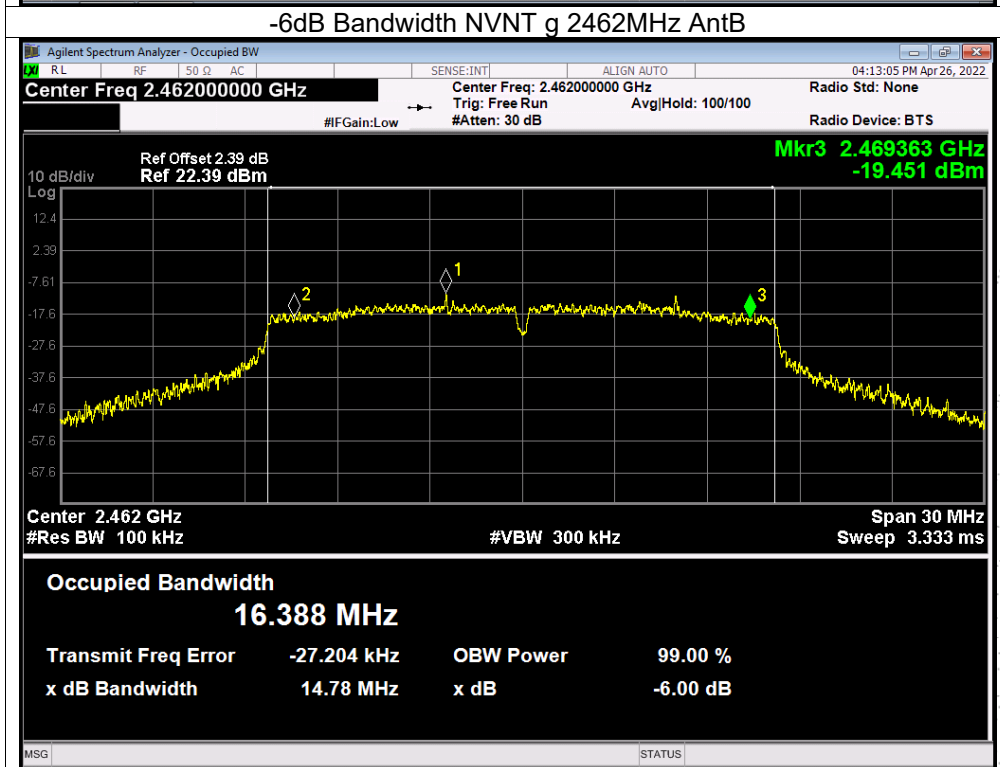 -6dB Bandwidth NVNT g 2462MHz AntB
Agilent Spectrum Analyzer - Occupied BW
LXI RL RF 50 Ω AC SENSE:INT ALIGN AUTO 04:13:05 PM Apr 26, 2022
Center Freq 2.462000000 GHz Center Freq: 2.462000000 GHz Radio Std: None
Trig: Free Run Avg|Hold: 100/100
#IFGain:Low #Atten: 30 dB Radio Device: BTS
Mkr3 2.469363 GHz
-19.451 dBm
Ref Offset 2.39 dB
10 dB/div Ref 22.39 dBm
Log
12.4
2.39
-7.61
-17.6
-27.6
-37.6
-47.6
-57.6
-67.6
1
2
3
Center 2.462 GHz Span 30 MHz
#Res BW 100 kHz #VBW 300 kHz Sweep 3.333 ms
Occupied Bandwidth
16.388 MHz
Transmit Freq Error -27.204 kHz OBW Power 99.00 %
x dB Bandwidth 14.78 MHz x dB -6.00 dB
MSG STATUS